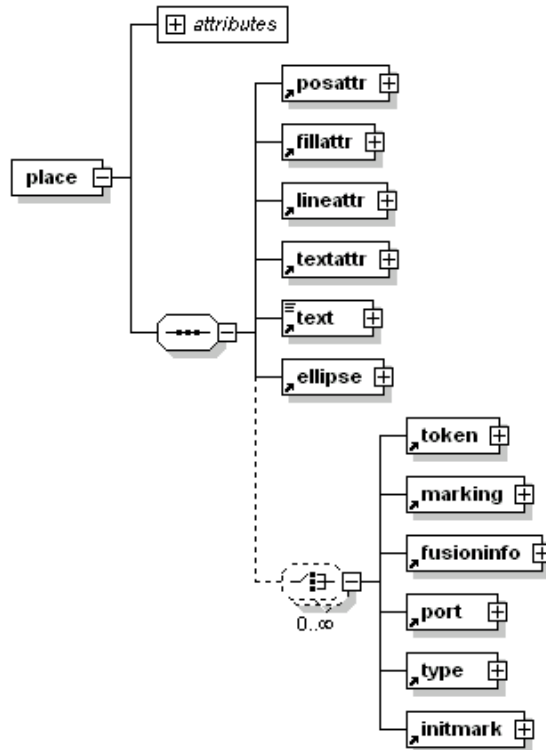 attributes
posattr
fillattr
place
lineattr
textattr
text
ellipse
token
marking
fusioninfo
0..∞
port
type
initmark